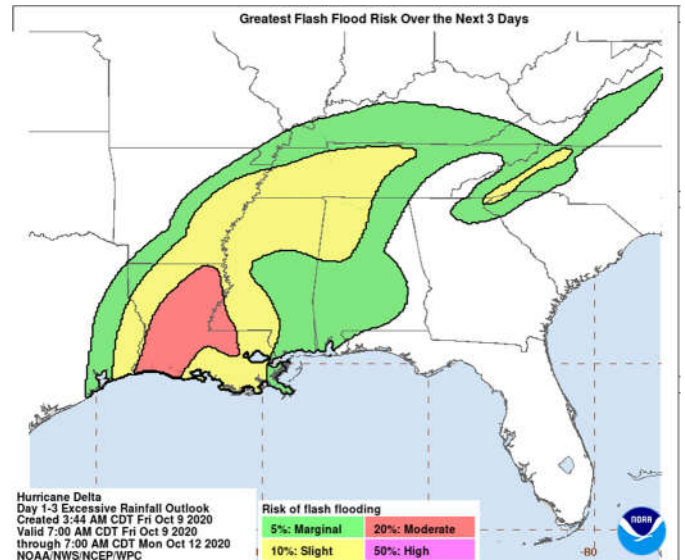 Greatest Flash Flood Risk Over the Next 3 Days
Hurricane Delta
Day 1-3 Excessive Rainfall Outlook
Created 3:44 AM CDT Fri Oct 9 2020
Valid 7:00 AM CDT Fri Oct 9 2020
through 7:00 AM CDT Mon Oct 12 2020
NOAA/NWS/NCEP/WPC
Risk of flash flooding
5%: Marginal 20%: Moderate
10%: Slight 50%: High
-80
NOAA